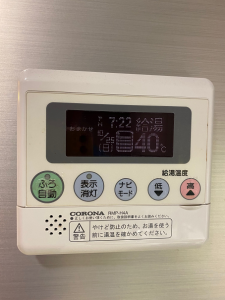 7:22 給湯
40℃
給湯温度
ふろ自動
表示消灯
ナビモード
低
高
CORONA
警告
やけど防止のため、お湯を使う
前に湯温を確かめてください。